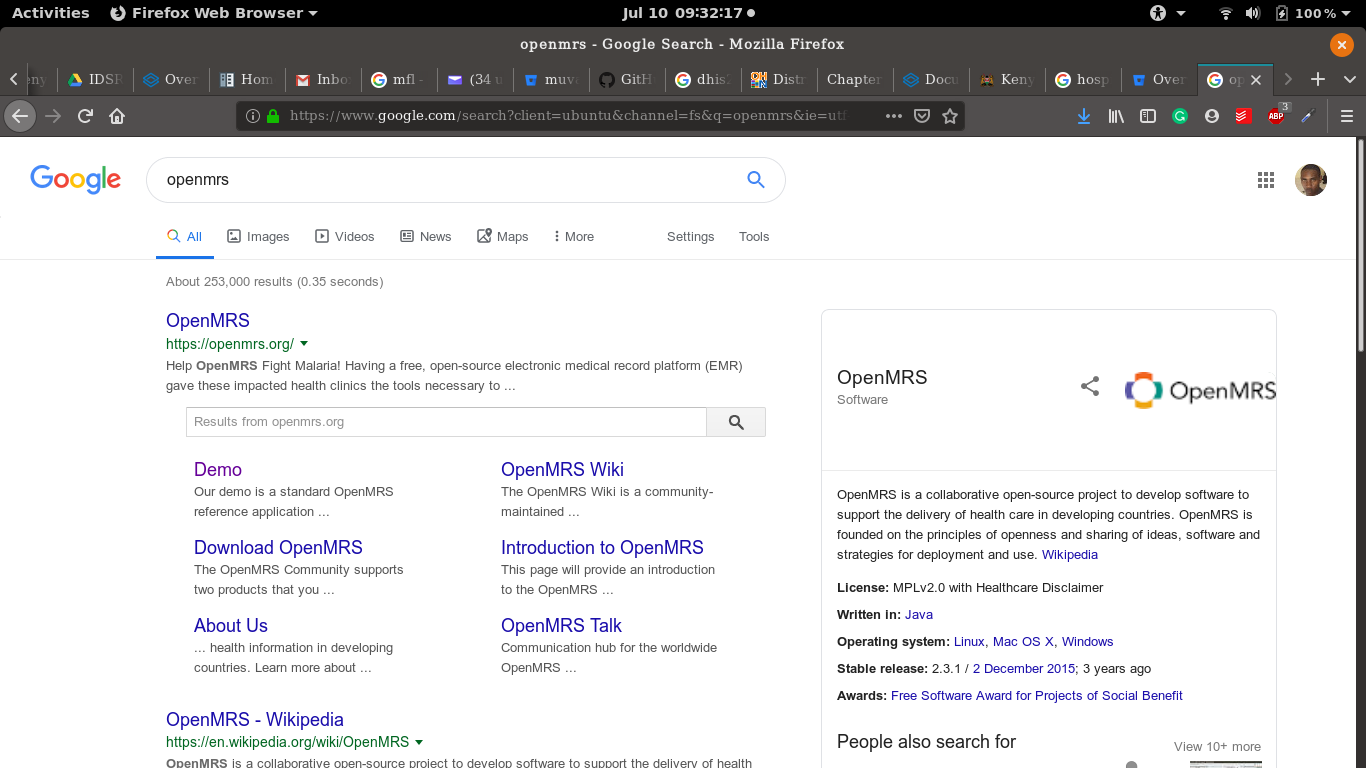 Activities Firefox Web Browser Jul 10 09:32:17 100 %
openmrs - Google Search - Mozilla Firefox
IDSR Over Hom Inbo mfl - (34 u muv GitH dhis2 Distr Chapter Docu Keny hosp Over op
https://www.google.com/search?client=ubuntu&channel=fs&q=openmrs&ie=utf ABP 3
Google openmrs
All Images Videos News Maps More Settings Tools
About 253,000 results (0.35 seconds)
OpenMRS
https://openmrs.org/
Help OpenMRS Fight Malaria! Having a free, open-source electronic medical record platform (EMR)
gave these impacted health clinics the tools necessary to ...
Results from openmrs.org
Demo
Our demo is a standard OpenMRS
reference application ...
OpenMRS Wiki
The OpenMRS Wiki is a community-
maintained ...
Download OpenMRS
The OpenMRS Community supports
two products that you ...
Introduction to OpenMRS
This page will provide an introduction
to the OpenMRS ...
About Us
... health information in developing
countries. Learn more about ...
OpenMRS Talk
Communication hub for the worldwide
OpenMRS ...
OpenMRS - Wikipedia
https://en.wikipedia.org/wiki/OpenMRS
OpenMRS is a collaborative open-source project to develop software to support the delivery of health
OpenMRS
Software
OpenMRS
OpenMRS is a collaborative open-source project to develop software to
support the delivery of health care in developing countries. OpenMRS is
founded on the principles of openness and sharing of ideas, software and
strategies for deployment and use. Wikipedia
License: MPLv2.0 with Healthcare Disclaimer
Written in: Java
Operating system: Linux, Mac OS X, Windows
Stable release: 2.3.1 / 2 December 2015; 3 years ago
Awards: Free Software Award for Projects of Social Benefit
People also search for
View 10+ more